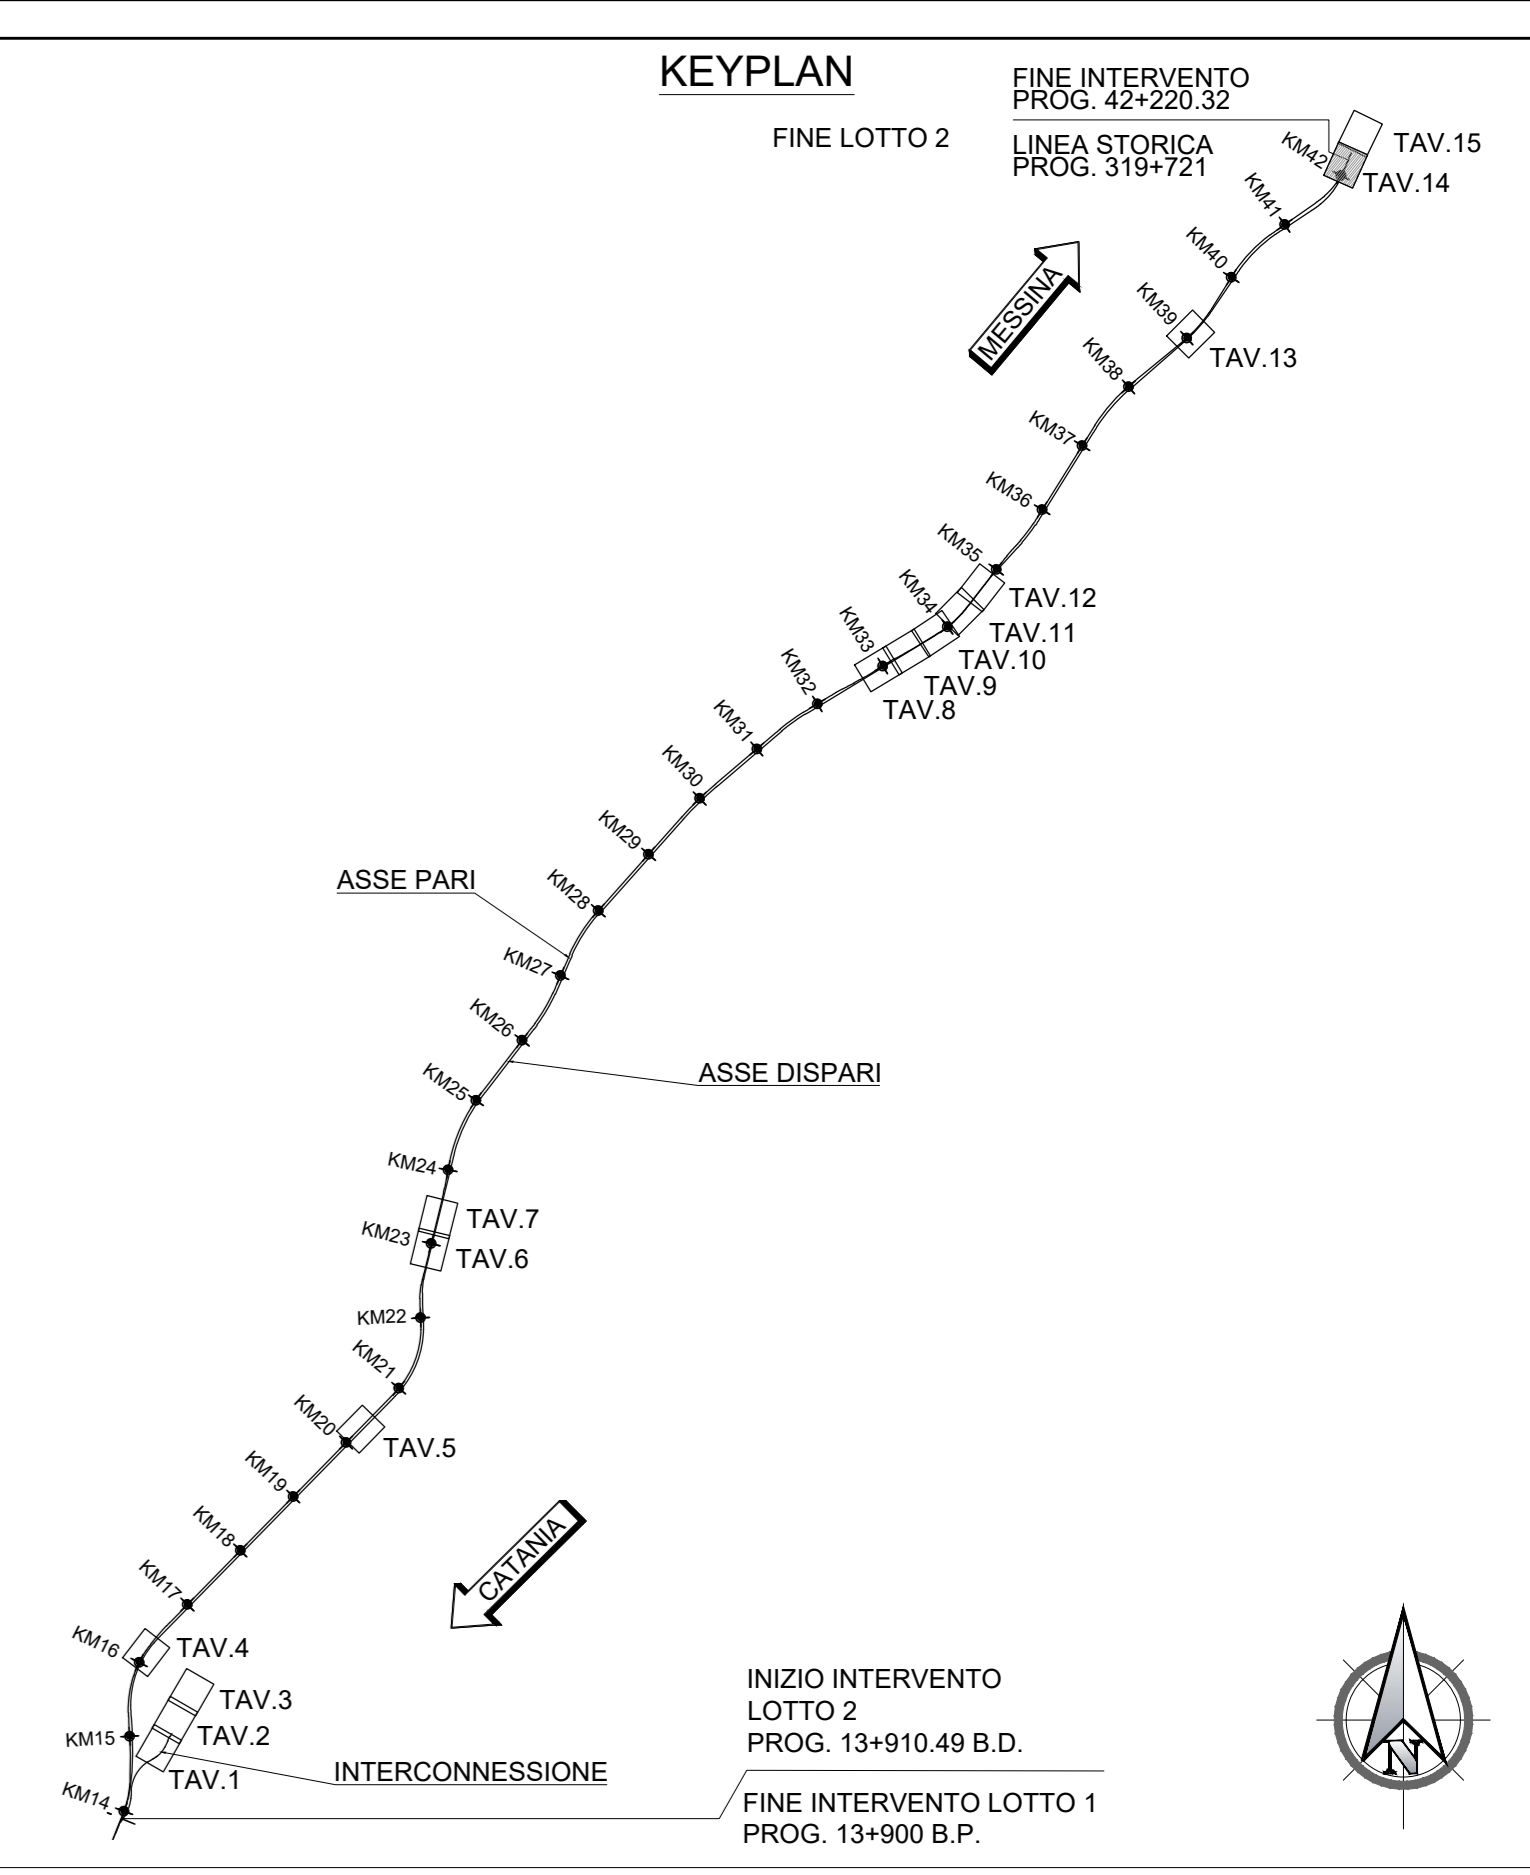 KEYPLAN
FINE LOTTO 2
FINE INTERVENTO
PROG. 42+220.32
LINEA STORICA
PROG. 319+721
TAV.15
KM42
TAV.14
KM41
KM40
MESSINA
KM39
TAV.13
KM38
KM37
KM36
KM35
TAV.12
KM34
TAV.11
KM33
TAV.10
TAV.9
TAV.8
KM32
KM31
KM30
KM29
ASSE PARI
KM28
KM27
KM26
ASSE DISPARI
KM25
KM24
TAV.7
KM23
TAV.6
KM22
KM21
KM20
TAV.5
KM19
KM18
CATANIA
KM17
KM16
TAV.4
TAV.3
KM15
TAV.2
TAV.1
INTERCONNESSIONE
KM14
INIZIO INTERVENTO
LOTTO 2
PROG. 13+910.49 B.D.
FINE INTERVENTO LOTTO 1
PROG. 13+900 B.P.
N